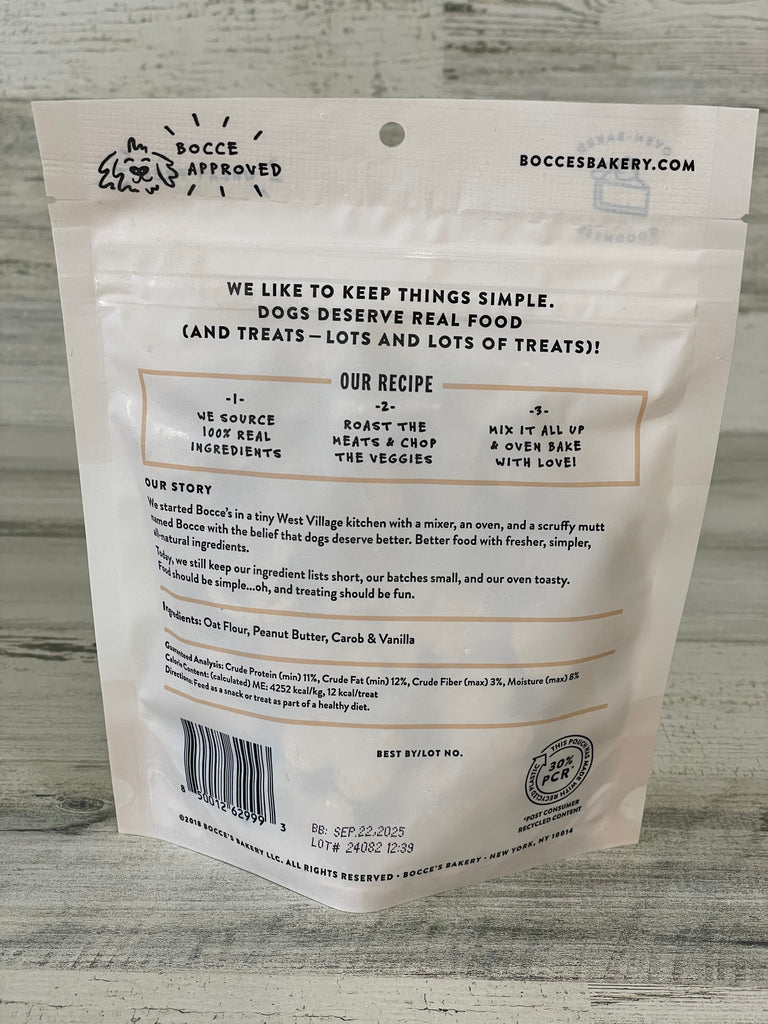 BOCCE
APPROVED
BOCCESBAKERY.COM
OVEN-BAKED
GOODNESS
WE LIKE TO KEEP THINGS SIMPLE.
DOGS DESERVE REAL FOOD
(AND TREATS—LOTS AND LOTS OF TREATS)!
OUR RECIPE
-1-
WE SOURCE
100% REAL
INGREDIENTS
-2-
ROAST THE
MEATS & CHOP
THE VEGGIES
-3-
MIX IT ALL UP
& OVEN BAKE
WITH LOVE!
OUR STORY
We started Bocce's in a tiny West Village kitchen with a mixer, an oven, and a scruffy mutt
named Bocce with the belief that dogs deserve better. Better food with fresher, simpler,
all-natural ingredients.
Today, we still keep our ingredient lists short, our batches small, and our oven toasty.
Food should be simple...oh, and treating should be fun.
Ingredients: Oat Flour, Peanut Butter, Carob & Vanilla
Guaranteed Analysis: Crude Protein (min) 11%, Crude Fat (min) 12%, Crude Fiber (max) 3%, Moisture (max) 8%
Calorie Content: (calculated) ME: 4252 kcal/kg, 12 kcal/treat
Directions: Feed as a snack or treat as part of a healthy diet.
8 50012 62999 3
BEST BY/LOT NO.
BB: SEP.22.2025
LOT# 24082 12:39
THIS POUCH WAS MADE WITH RECYCLED PLASTIC
30%
PCR*
*POST CONSUMER
RECYCLED CONTENT
©2018 BOCCE'S BAKERY LLC. ALL RIGHTS RESERVED • BOCCE'S BAKERY • NEW YORK, NY 10014